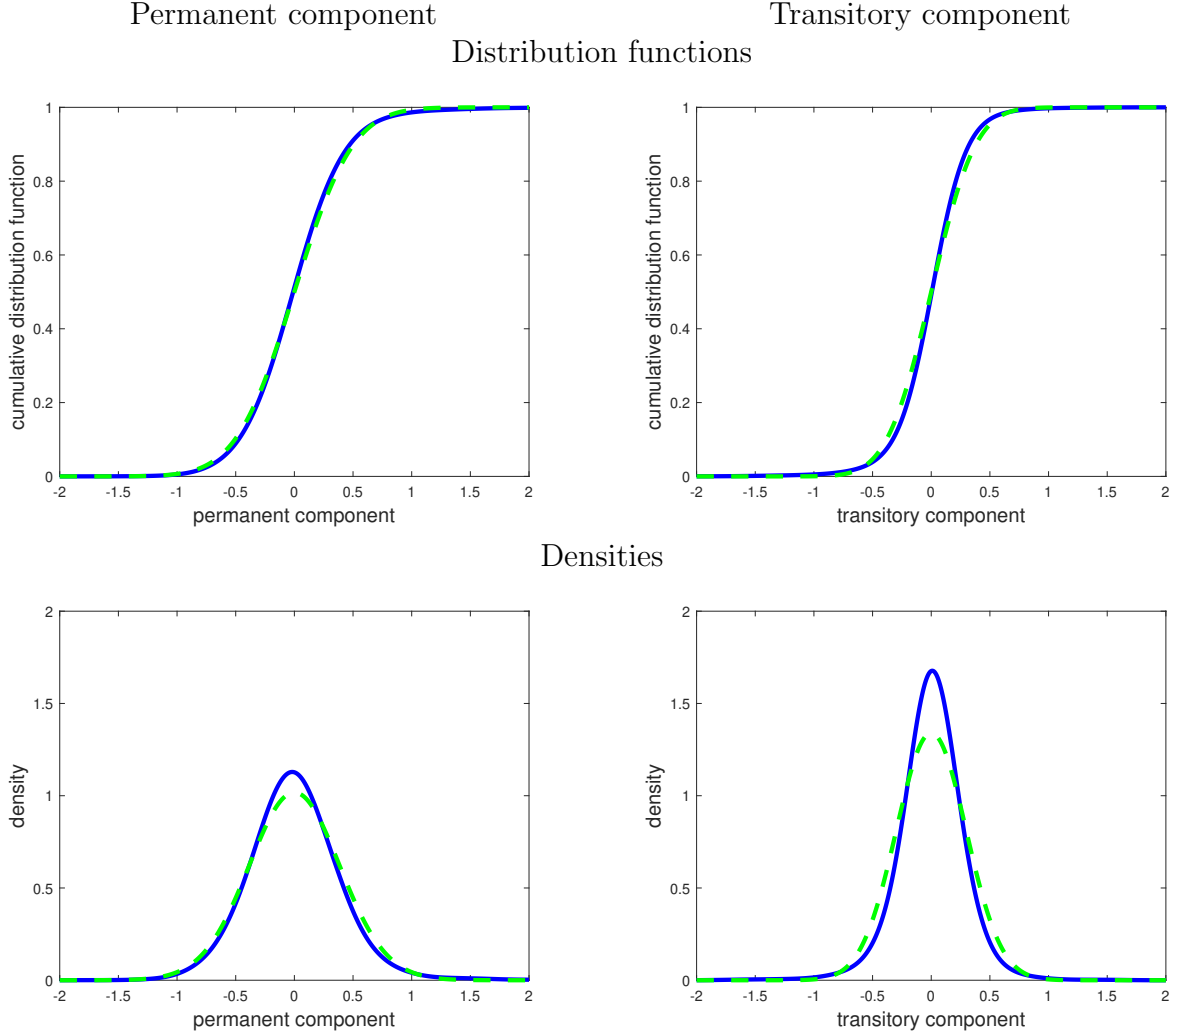 Permanent component
Transitory component
Distribution functions
cumulative distribution function
1
0.8
0.6
0.4
0.2
0
-2 -1.5 -1 -0.5 0 0.5 1 1.5 2
permanent component
cumulative distribution function
1
0.8
0.6
0.4
0.2
0
-2 -1.5 -1 -0.5 0 0.5 1 1.5 2
transitory component
Densities
density
2
1.5
1
0.5
0
-2 -1.5 -1 -0.5 0 0.5 1 1.5 2
permanent component
density
2
1.5
1
0.5
0
-2 -1.5 -1 -0.5 0 0.5 1 1.5 2
transitory component